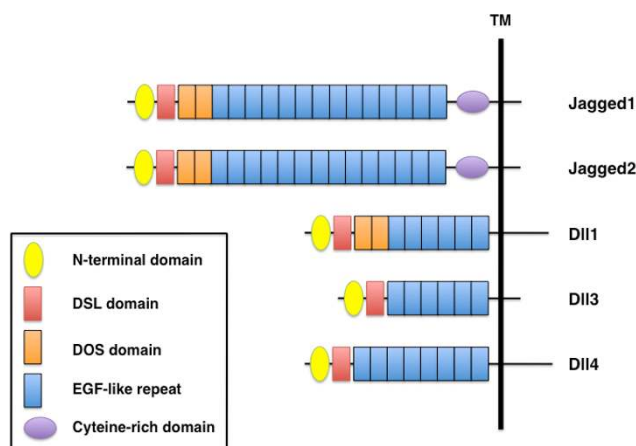 TM
Jagged1
Jagged2
Dll1
Dll3
Dll4
N-terminal domain
DSL domain
DOS domain
EGF-like repeat
Cyteine-rich domain